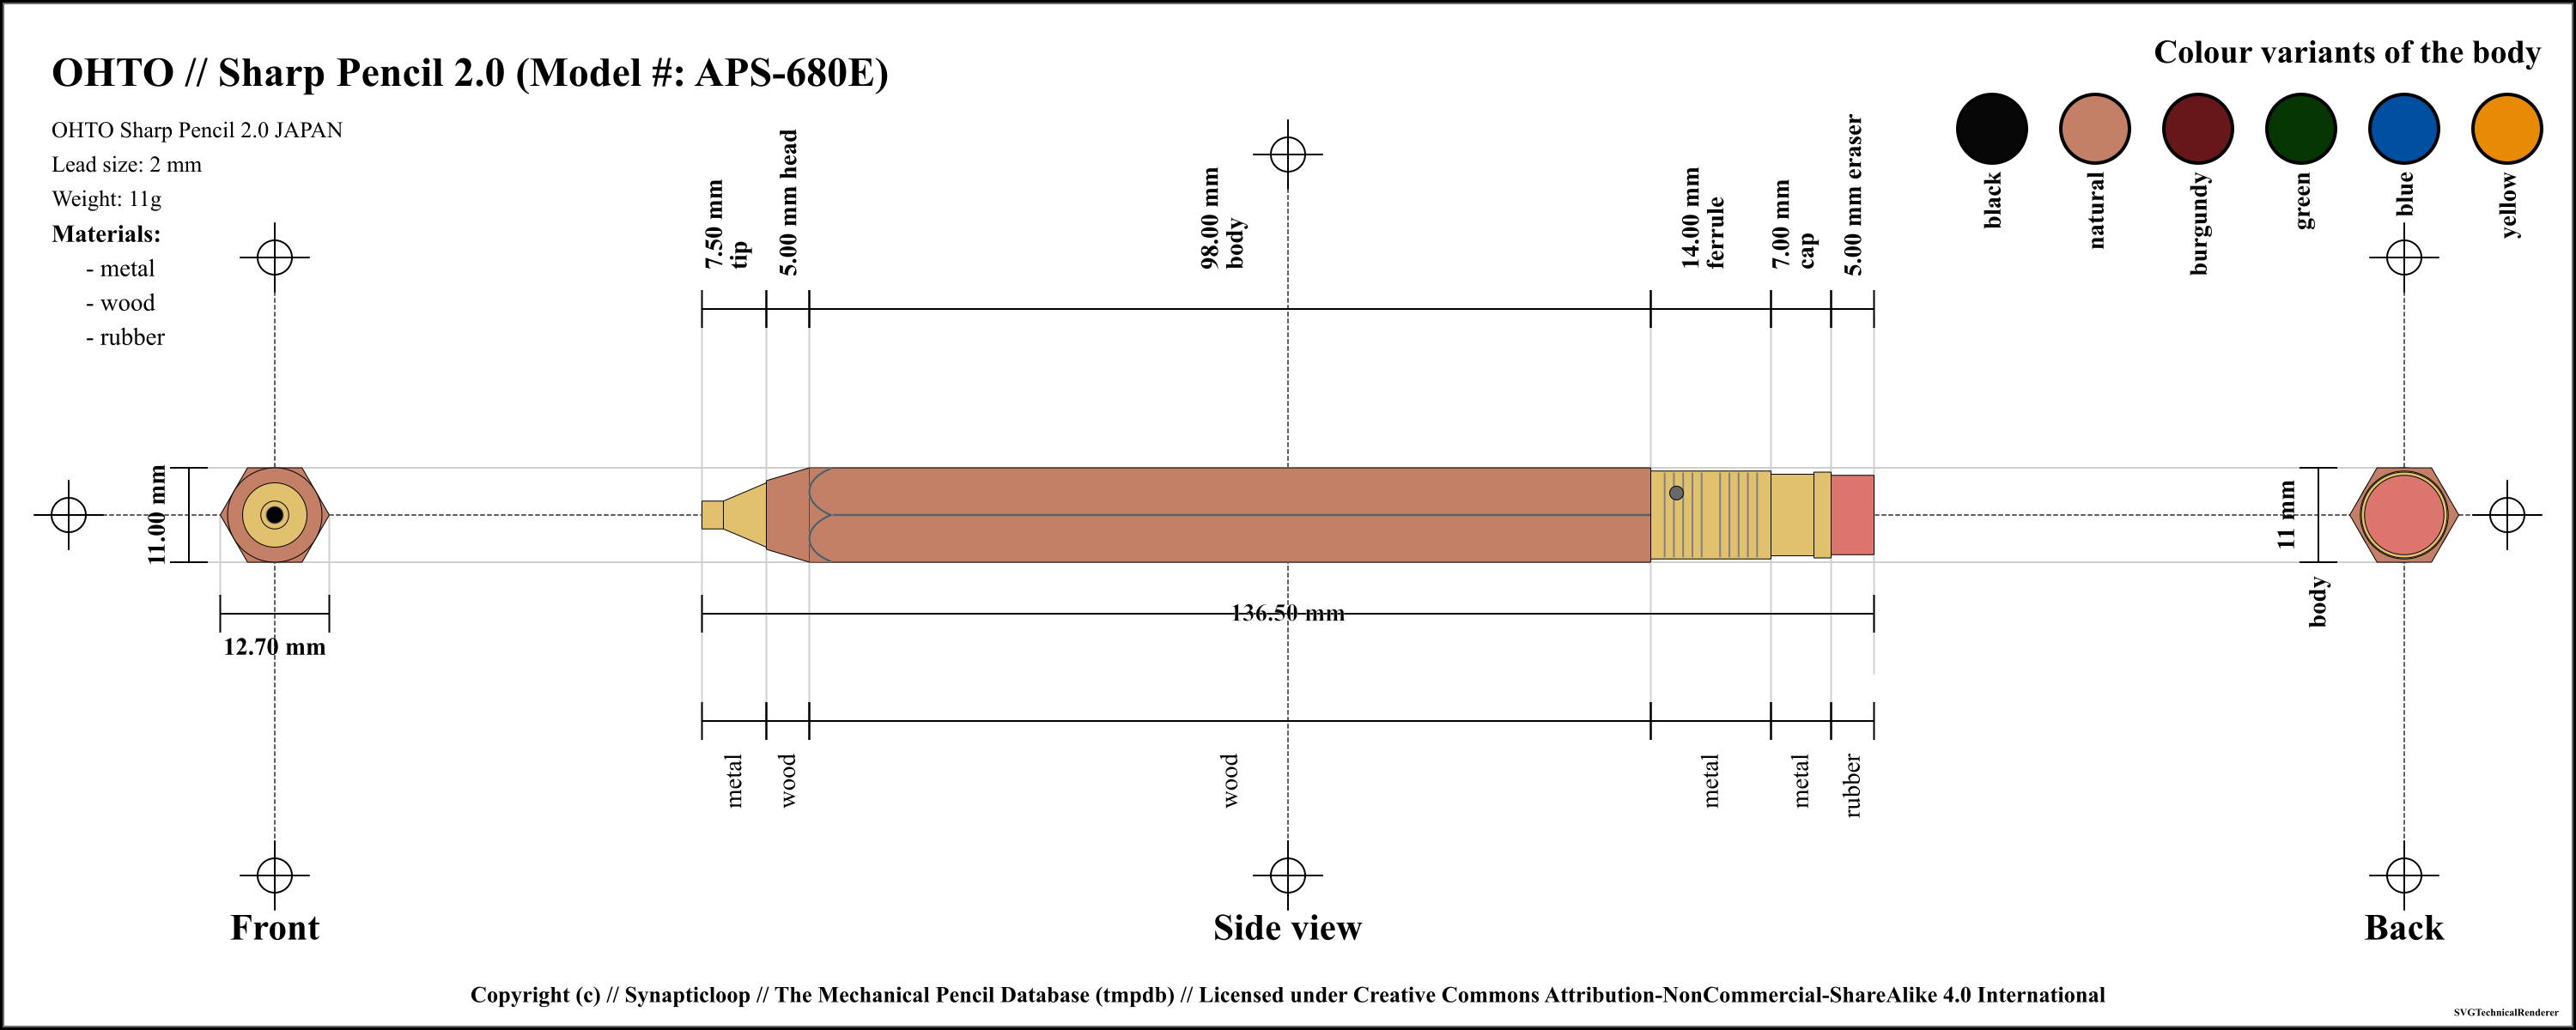 OHTO // Sharp Pencil 2.0 (Model #: APS-680E)
OHTO Sharp Pencil 2.0 JAPAN
Lead size: 2 mm
Weight: 11g
Materials:
- metal
- wood
- rubber
Colour variants of the body
black
natural
burgundy
green
blue
yellow
7.50 mm
tip
5.00 mm head
98.00 mm
body
14.00 mm
ferrule
7.00 mm
cap
5.00 mm eraser
11.00 mm
12.70 mm
136.50 mm
11 mm
body
metal
wood
wood
metal
metal
rubber
Front
Side view
Back
Copyright (c) // Synapticloop // The Mechanical Pencil Database (tmpdb) // Licensed under Creative Commons Attribution-NonCommercial-ShareAlike 4.0 International
SVGTechnicalRenderer